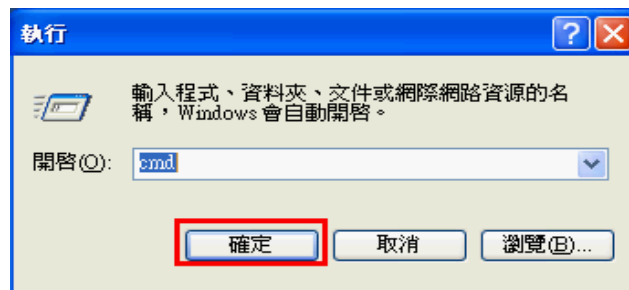 執行
輸入程式、資料夾、文件或網際網路資源的名
稱，Windows 會自動開啓。
開啓(O): cmd
確定 取消 瀏覽(B)...